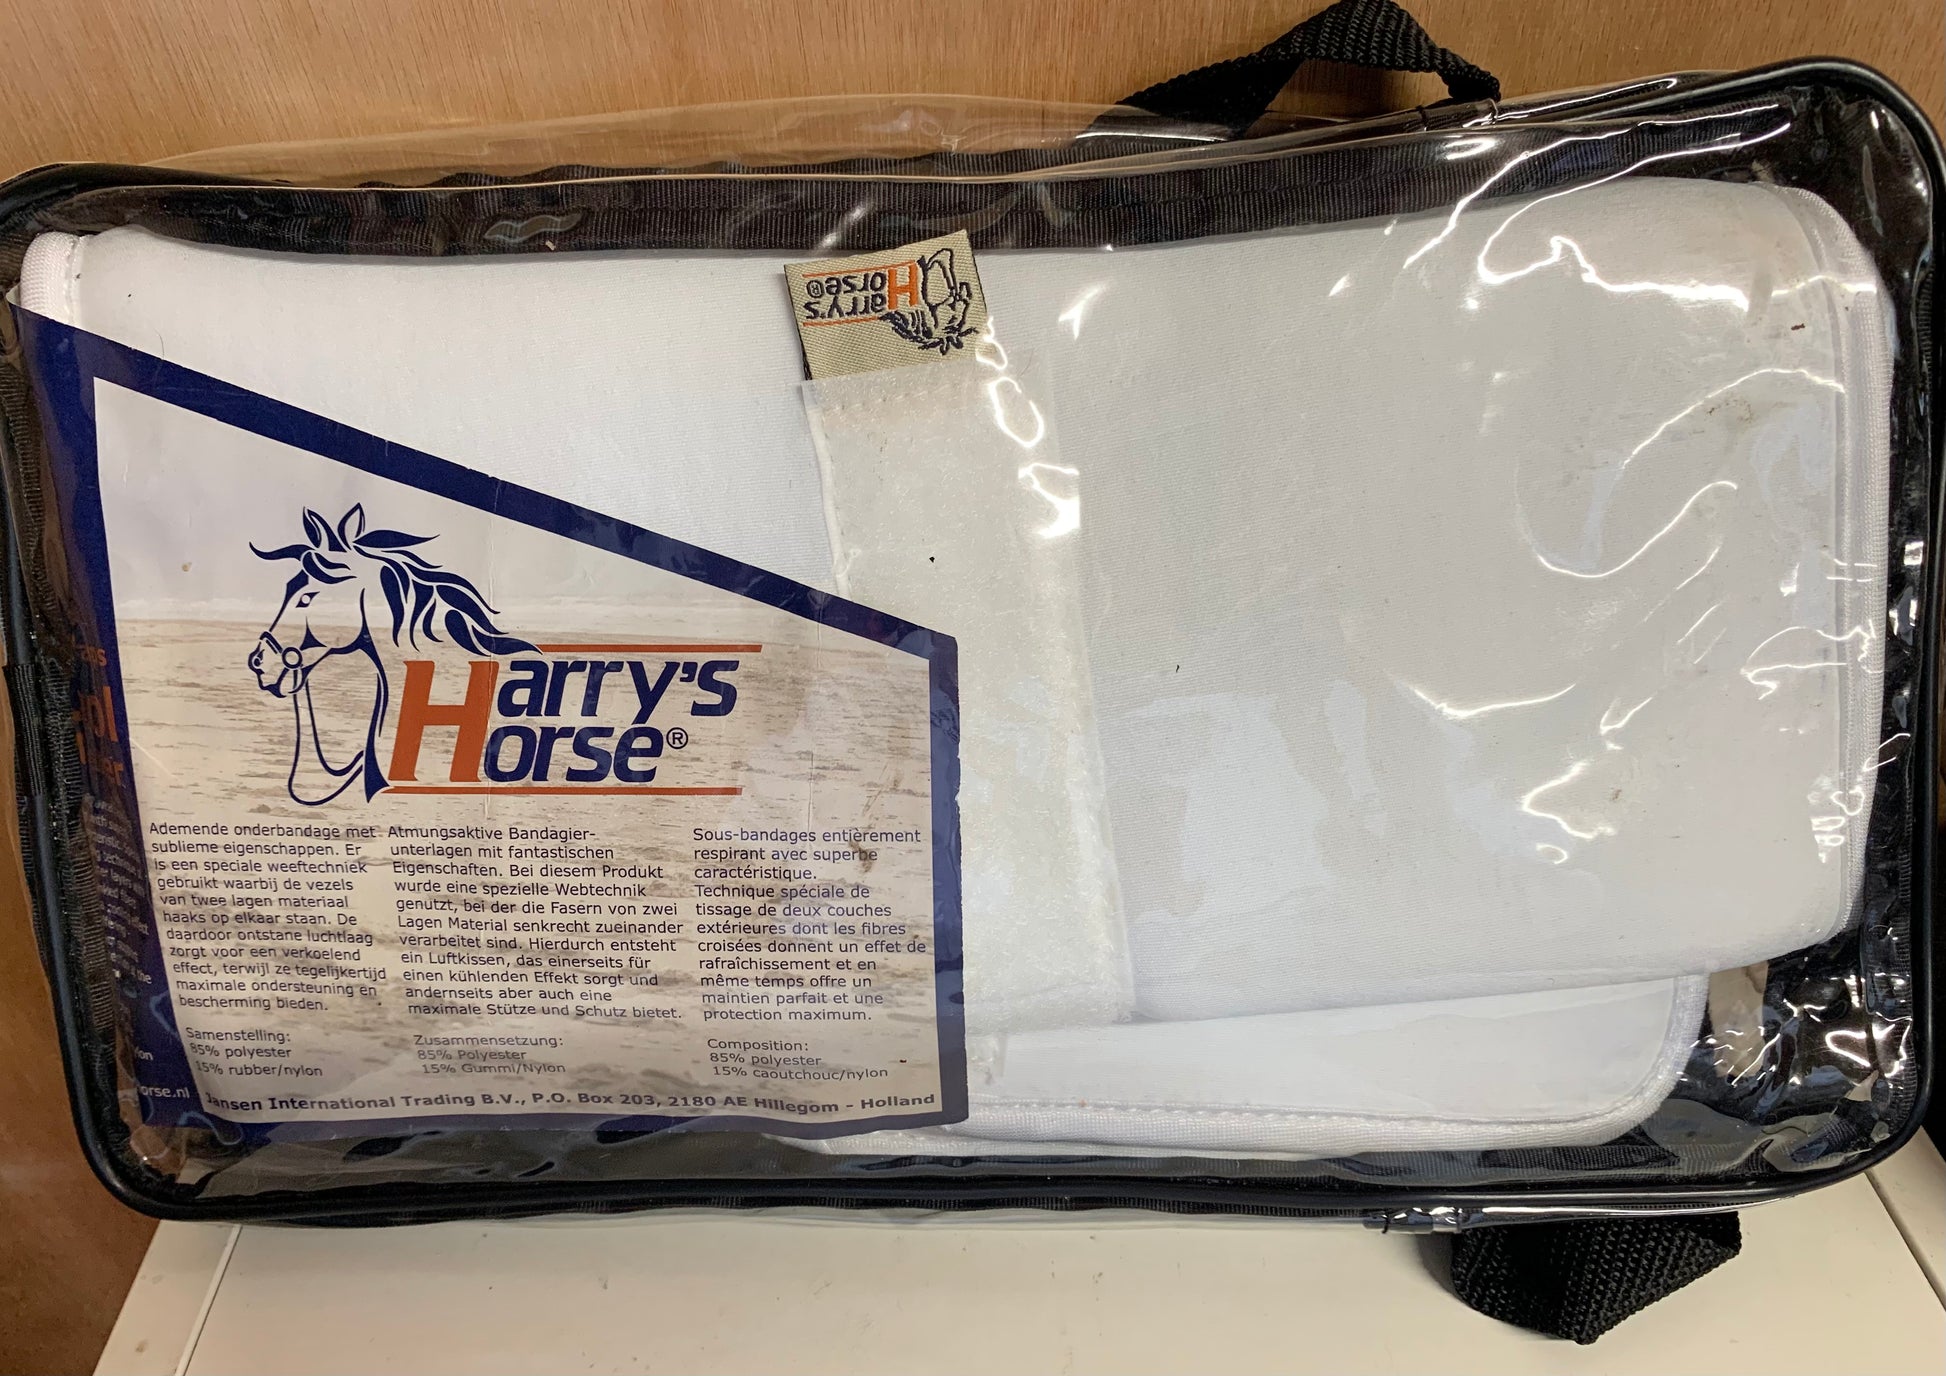 Harry's
Horse®
Harry's
Horse®
Ademende onderbandage met
sublieme eigenschappen. Er
is een speciale weeftechniek
gebruikt waarbij de vezels
van twee lagen materiaal
haaks op elkaar staan. De
daardoor ontstane luchtlaag
zorgt voor een verkoelend
effect, terwijl ze tegelijkertijd
maximale ondersteuning en
bescherming bieden.
Samenstelling:
85% polyester
15% rubber/nylon
Atmungsaktive Bandagier-
unterlagen mit fantastischen
Eigenschaften. Bei diesem Produkt
wurde eine spezielle Webtechnik
genutzt, bei der die Fasern von zwei
Lagen Material senkrecht zueinander
verarbeitet sind. Hierdurch entsteht
ein Luftkissen, das einerseits für
einen kühlenden Effekt sorgt und
andernseits aber auch eine
maximale Stütze und Schutz bietet.
Zusammensetzung:
85% Polyester
15% Gummi/Nylon
Sous-bandages entièrement
respirant avec superbe
caractéristique.
Technique spéciale de
tissage de deux couches
extérieures dont les fibres
croisées donnent un effet de
rafraîchissement et en
même temps offre un
maintien parfait et une
protection maximum.
Composition:
85% polyester
15% caoutchouc/nylon
orse.nl
Jansen International Trading B.V., P.O. Box 203, 2180 AE Hillegom - Holland